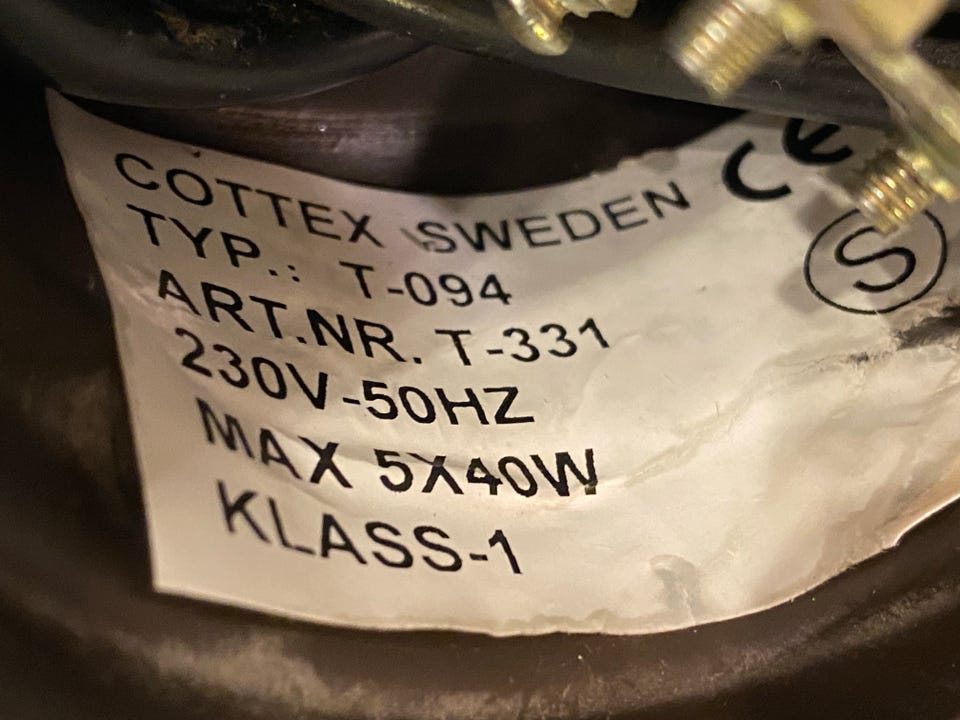 COTTEX SWEDEN CE
TYP.: T-094
S
ART.NR. T-331
230V-50HZ
MAX 5X40W
KLASS-1